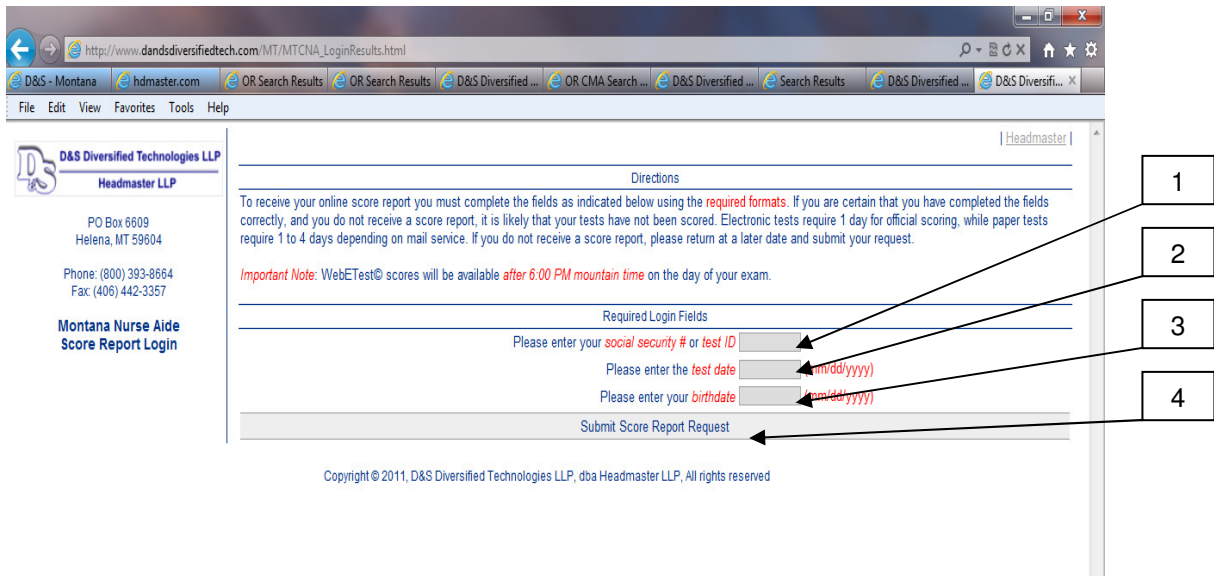 http://www.dandsdiversifiedtech.com/MT/MTCNA_LoginResults.html
D&S - Montana hdmaster.com OR Search Results OR Search Results D&S Diversified ... OR CMA Search ... D&S Diversified ... Search Results D&S Diversified ... D&S Diversifi...
File Edit View Favorites Tools Help
| Headmaster |
DS D&S Diversified Technologies LLP
Headmaster LLP
PO Box 6609
Helena, MT 59604
Phone: (800) 393-8664
Fax: (406) 442-3357
Montana Nurse Aide
Score Report Login
Directions
To receive your online score report you must complete the fields as indicated below using the required formats. If you are certain that you have completed the fields
correctly, and you do not receive a score report, it is likely that your tests have not been scored. Electronic tests require 1 day for official scoring, while paper tests
require 1 to 4 days depending on mail service. If you do not receive a score report, please return at a later date and submit your request.
Important Note: WebETest© scores will be available after 6:00 PM mountain time on the day of your exam.
Required Login Fields
Please enter your social security # or test ID
Please enter the test date (mm/dd/yyyy)
Please enter your birthdate (mm/dd/yyyy)
Submit Score Report Request
Copyright © 2011, D&S Diversified Technologies LLP, dba Headmaster LLP, All rights reserved
1
2
3
4